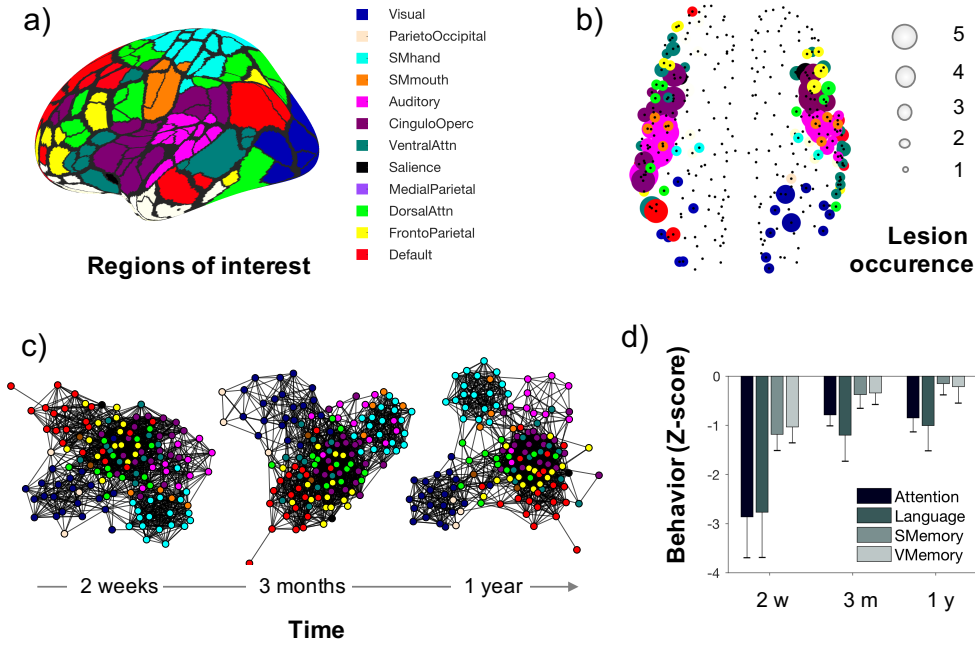 a)
Visual
ParietoOccipital
SMhand
SMmouth
Auditory
CinguloOperc
VentralAttn
Salience
MedialParietal
DorsalAttn
FrontoParietal
Default
Regions of interest
b)
5
4
3
2
1
Lesion
occurence
c)
2 weeks
3 months
1 year
Time
d)
Behavior (Z-score)
0
-1
-2
-3
-4
Attention
Language
SMemory
VMemory
2 w
3 m
1 y